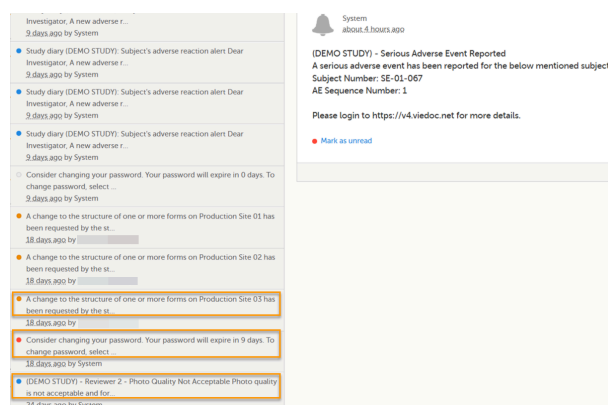 Investigator, A new adverse r...
9 days ago by System
Study diary (DEMO STUDY): Subject's adverse reaction alert Dear
Investigator, A new adverse r...
9 days ago by System
Study diary (DEMO STUDY): Subject's adverse reaction alert Dear
Investigator, A new adverse r...
9 days ago by System
Study diary (DEMO STUDY): Subject's adverse reaction alert Dear
Investigator, A new adverse r...
9 days ago by System
Consider changing your password. Your password will expire in 0 days. To
change password, select ...
9 days ago by System
A change to the structure of one or more forms on Production Site 01 has
been requested by the st...
18 days ago by
A change to the structure of one or more forms on Production Site 02 has
been requested by the st...
18 days ago by
A change to the structure of one or more forms on Production Site 03 has
been requested by the st...
18 days ago by
Consider changing your password. Your password will expire in 9 days. To
change password, select ...
18 days ago by System
(DEMO STUDY) - Reviewer 2 - Photo Quality Not Acceptable Photo quality
is not acceptable and for...
24 days ago by System
System
about 4 hours ago
(DEMO STUDY) - Serious Adverse Event Reported
A serious adverse event has been reported for the below mentioned subject
Subject Number: SE-01-067
AE Sequence Number: 1
Please login to https://v4.viedoc.net for more details.
Mark as unread